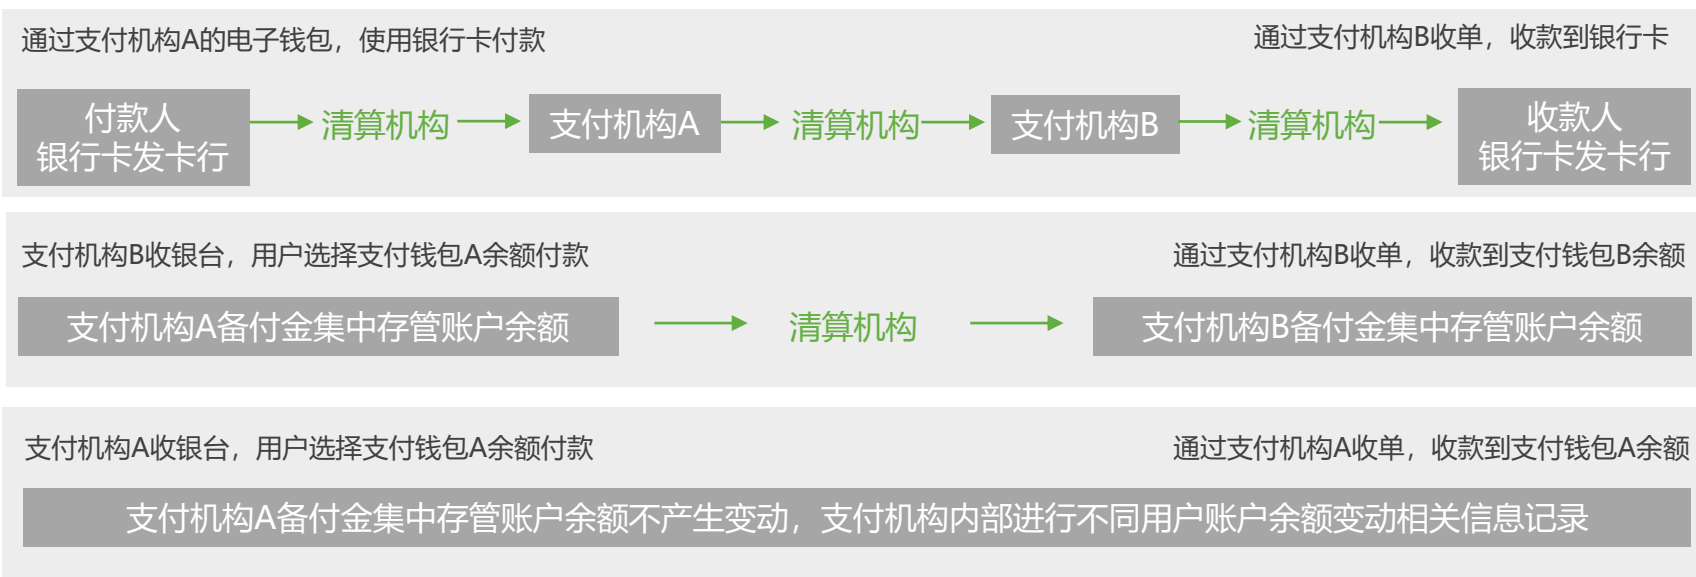 通过支付机构A的电子钱包，使用银行卡付款
通过支付机构B收单，收款到银行卡
付款人
银行卡发卡行
清算机构
支付机构A
清算机构
支付机构B
清算机构
收款人
银行卡发卡行
支付机构B收银台，用户选择支付钱包A余额付款
通过支付机构B收单，收款到支付钱包B余额
支付机构A备付金集中存管账户余额
清算机构
支付机构B备付金集中存管账户余额
支付机构A收银台，用户选择支付钱包A余额付款
通过支付机构A收单，收款到支付钱包A余额
支付机构A备付金集中存管账户余额不产生变动，支付机构内部进行不同用户账户余额变动相关信息记录